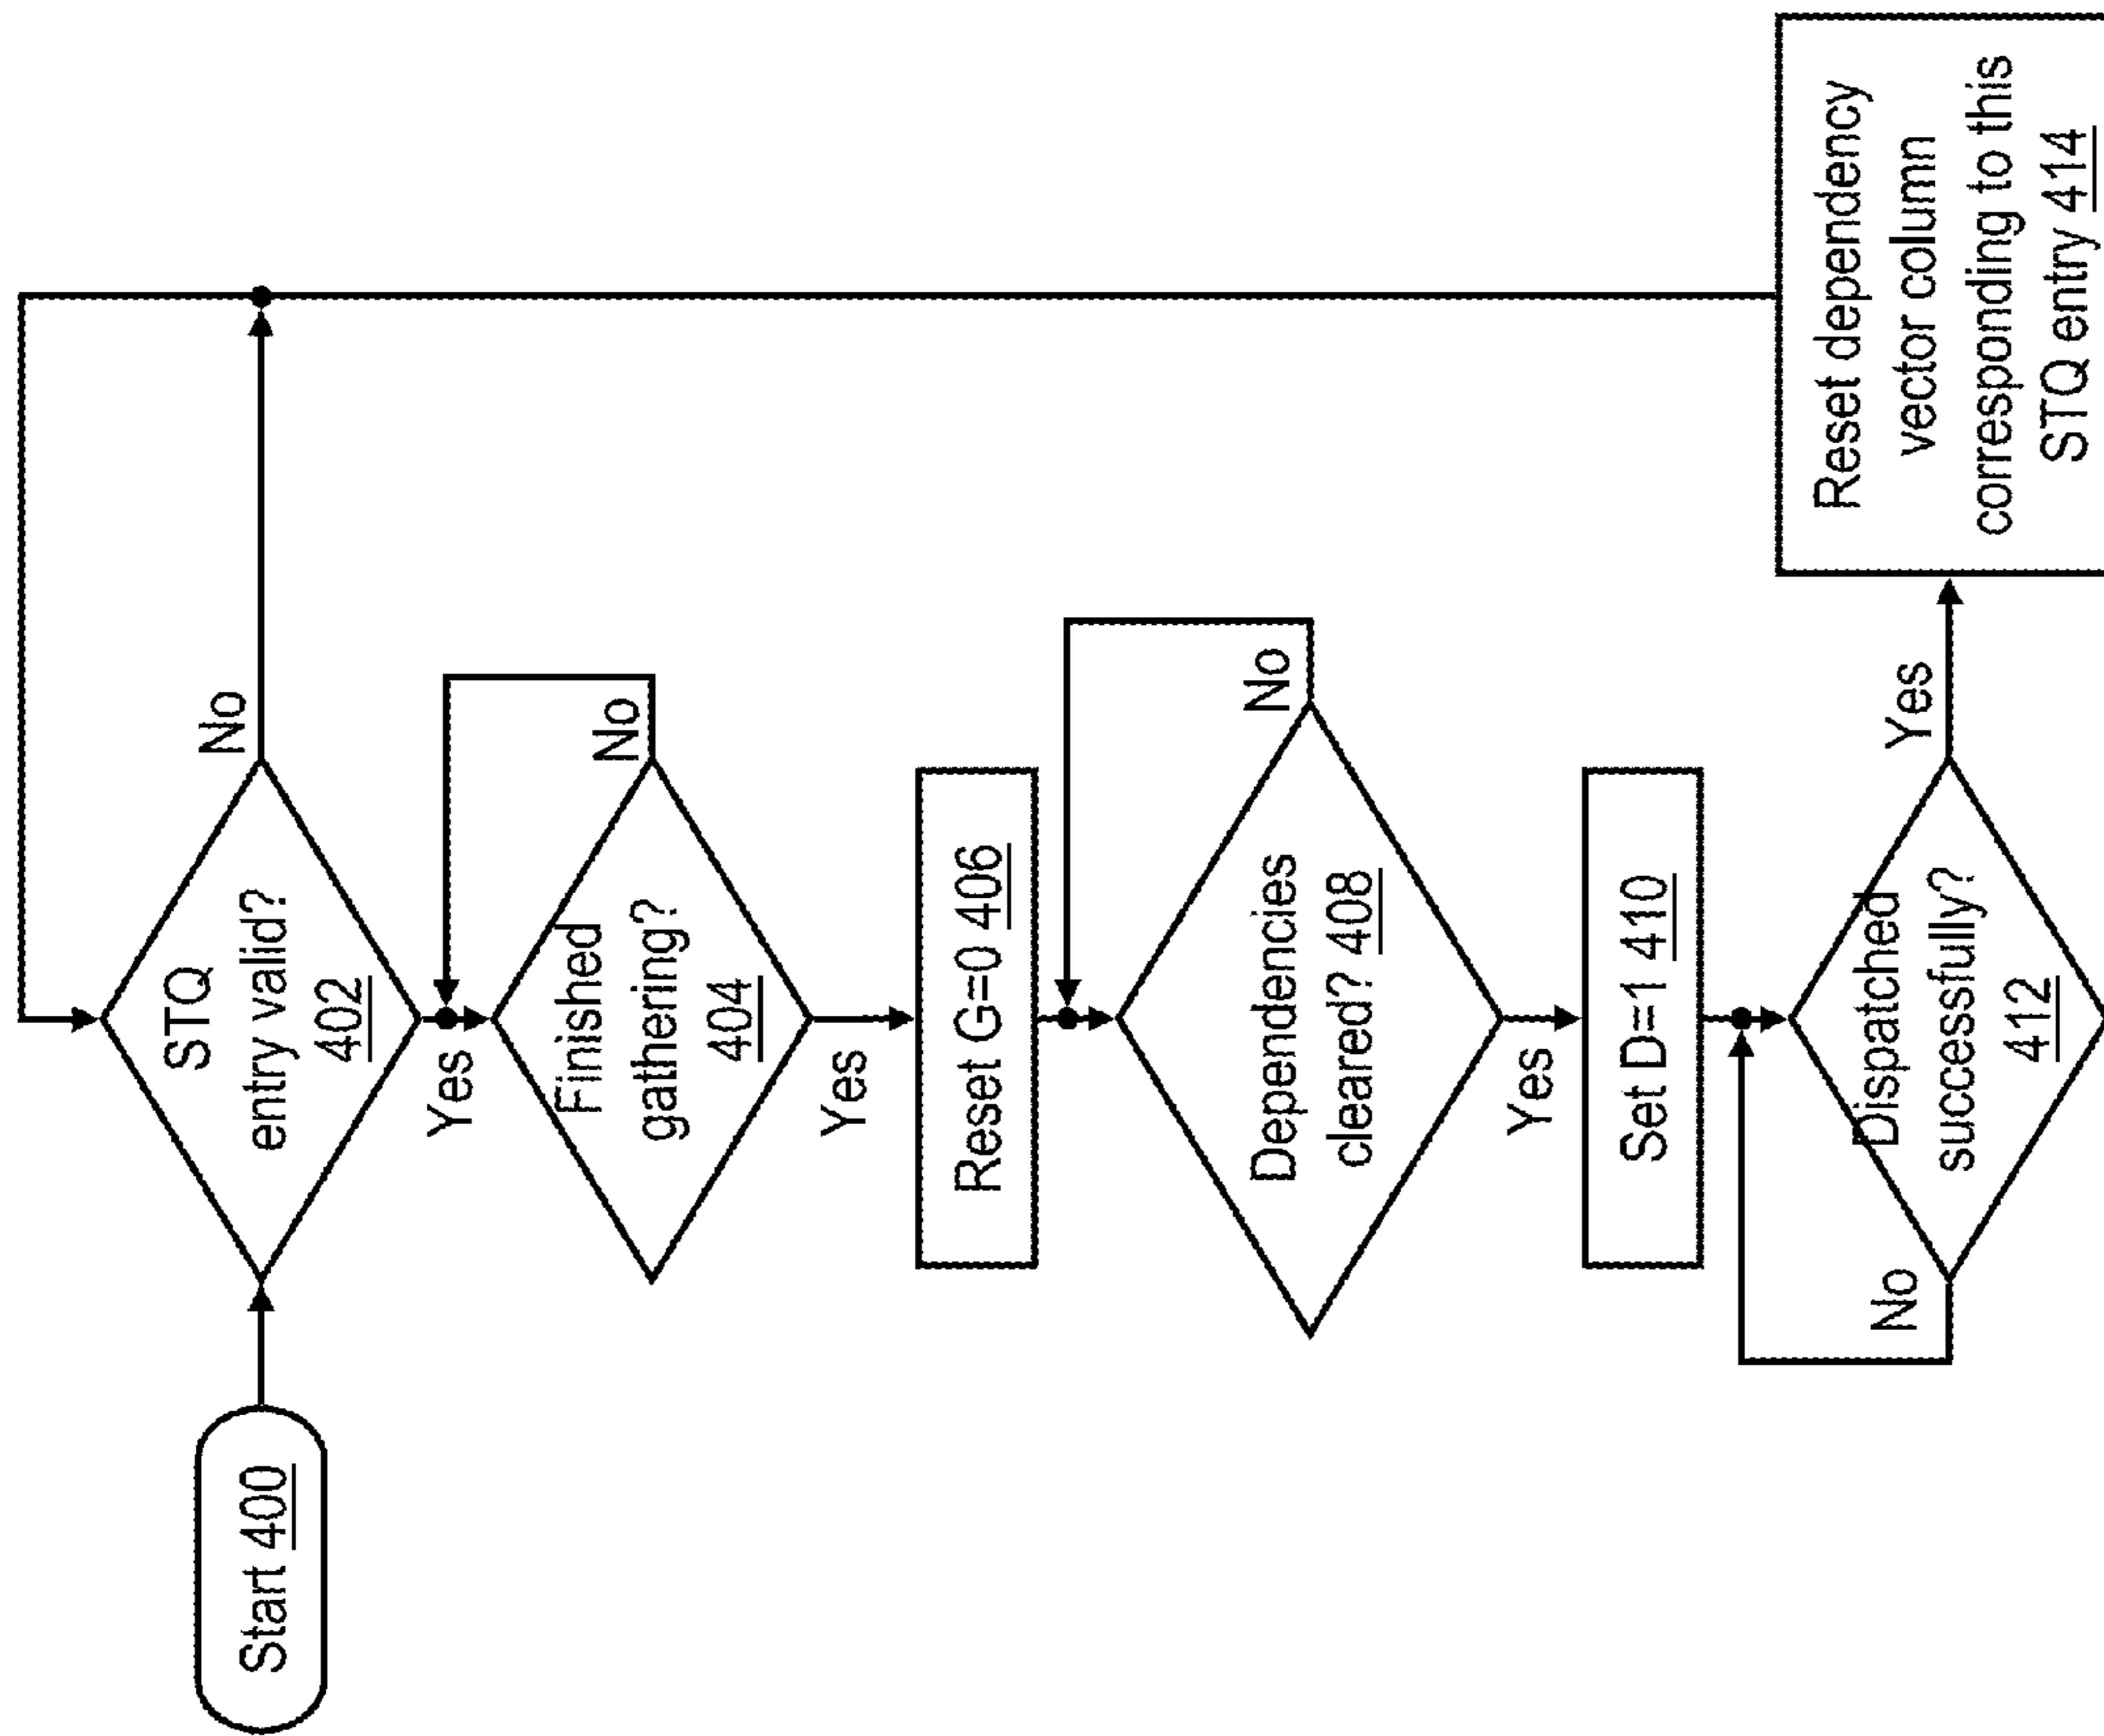 Start 400
STQ
entry valid?
402
No
Yes
Finished
gathering?
404
No
Yes
Reset G=0 406
Dependencies
cleared? 408
No
Yes
Set D=1 410
Dispatched
successfully?
412
No
Yes
Reset dependency
vector column
corresponding to this
STQ entry 414